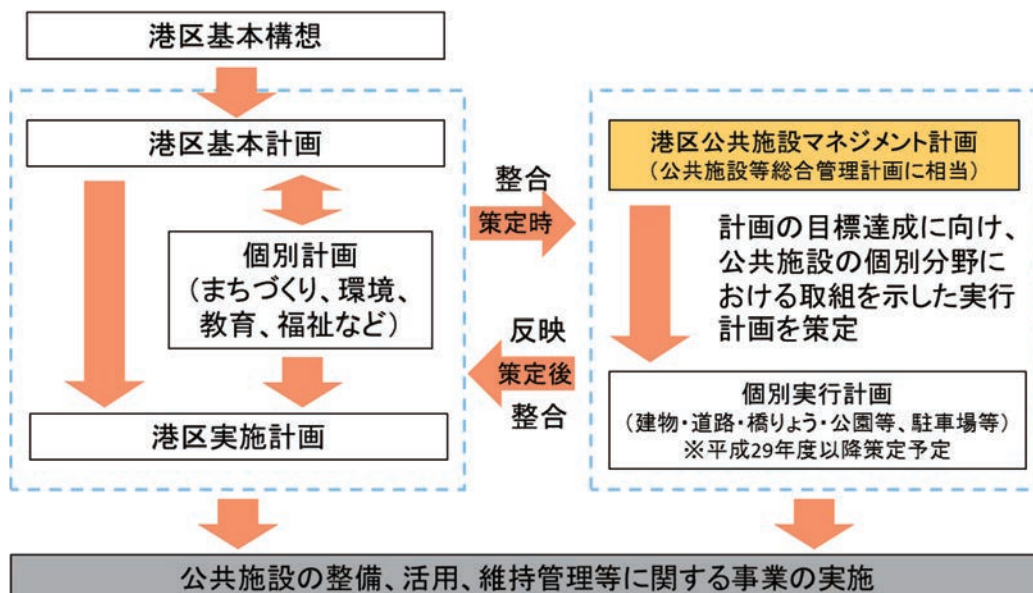 港区基本構想
港区基本計画
個別計画
(まちづくり、環境、
教育、福祉など)
港区実施計画
整合
策定時
反映
策定後
整合
港区公共施設マネジメント計画
(公共施設等総合管理計画に相当)
計画の目標達成に向け、
公共施設の個別分野に
おける取組を示した実行
計画を策定
個別実行計画
(建物・道路・橋りょう・公園等、駐車場等)
※平成29年度以降策定予定
公共施設の整備、活用、維持管理等に関する事業の実施